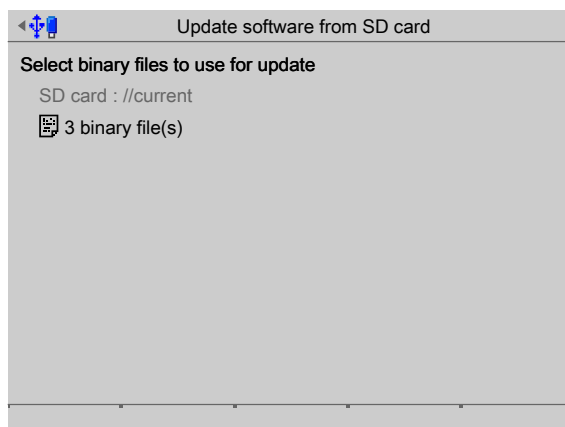 Update software from SD card
Select binary files to use for update
SD card : //current
3 binary file(s)